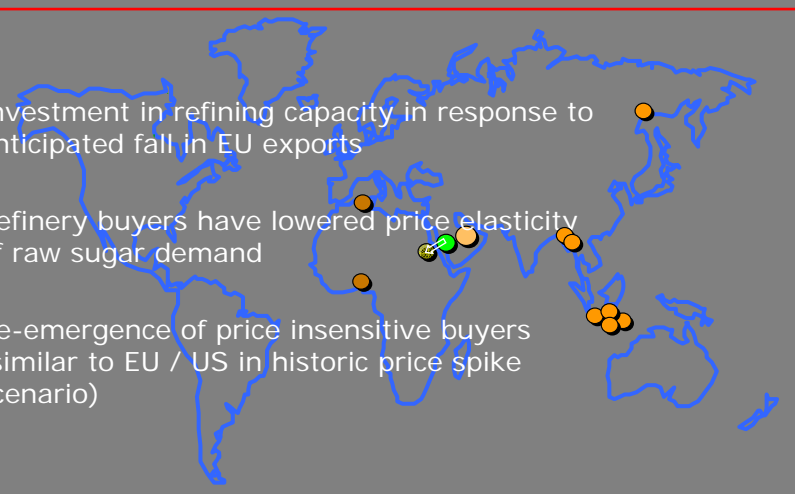 nvestment in refining capacity in response to
nticipated fall in EU exports
efinery buyers have lowered price elasticity
f raw sugar demand
e-emergence of price insensitive buyers
similar to EU / US in historic price spike
cenario)